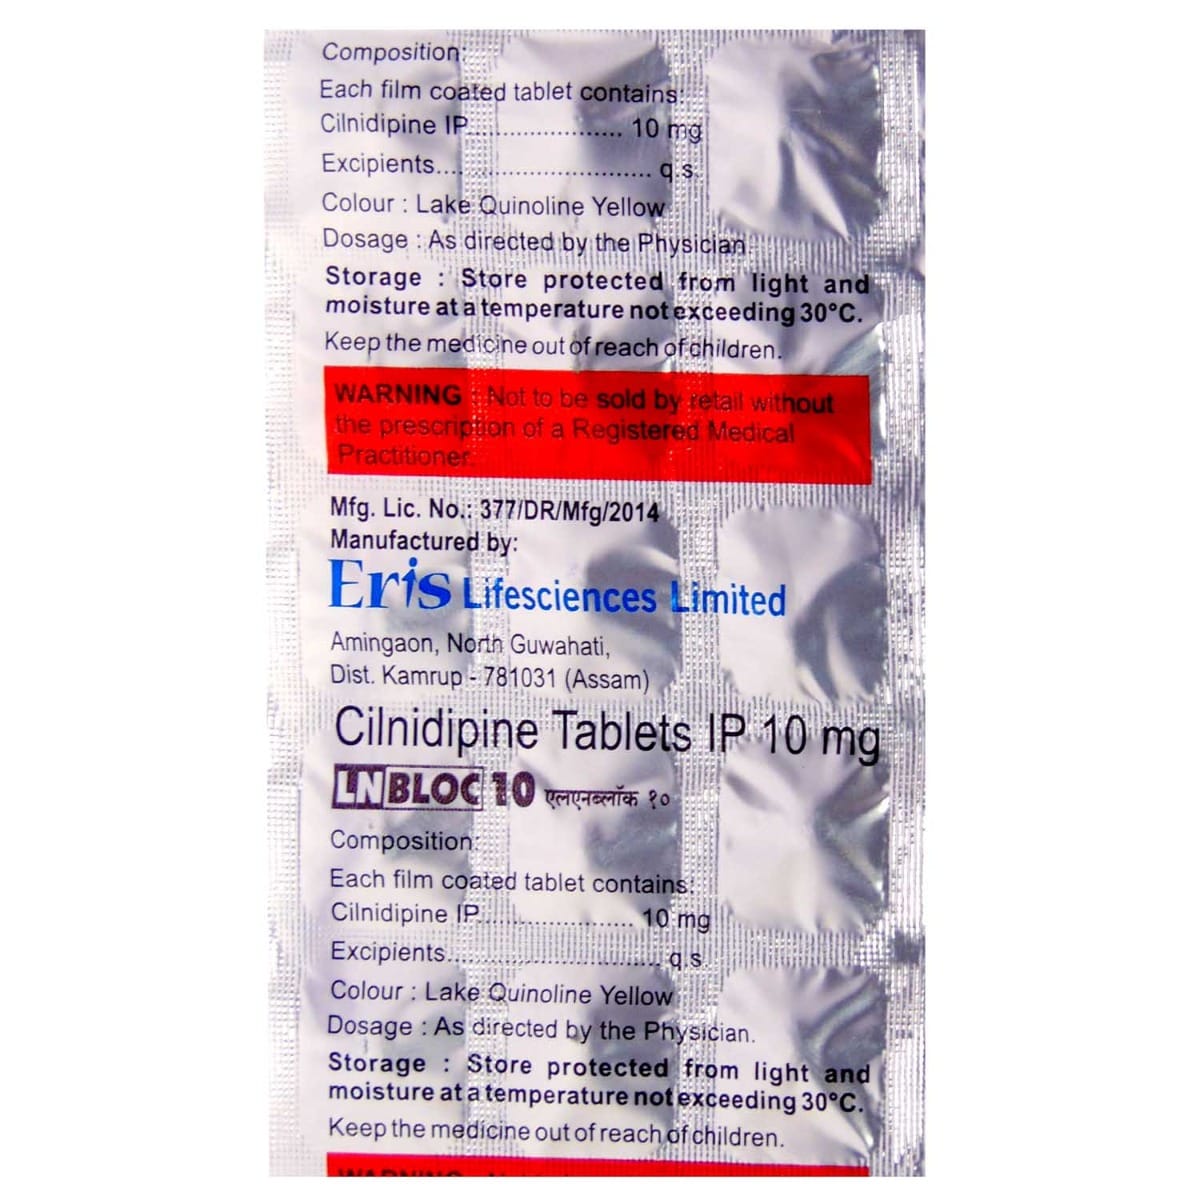 Composition:
Each film coated tablet contains:
Cilnidipine IP..................... 10 mg
Excipients.............................. q.s.
Colour : Lake Quinoline Yellow
Dosage : As directed by the Physician.
Storage : Store protected from light and
moisture at a temperature not exceeding 30°C.
Keep the medicine out of reach of children.
WARNING : Not to be sold by retail without
the prescription of a Registered Medical
Practitioner.
Mfg. Lic. No.: 377/DR/Mfg/2014
Manufactured by:
Eris Lifesciences Limited
Amingaon, North Guwahati,
Dist. Kamrup - 781031 (Assam)
Cilnidipine Tablets IP 10 mg
LNBLOC 10 एलएनब्लॉक १०
Composition:
Each film coated tablet contains:
Cilnidipine IP..................... 10 mg
Excipients.............................. q.s.
Colour : Lake Quinoline Yellow
Dosage : As directed by the Physician.
Storage : Store protected from light and
moisture at a temperature not exceeding 30°C.
Keep the medicine out of reach of children.
WARNING